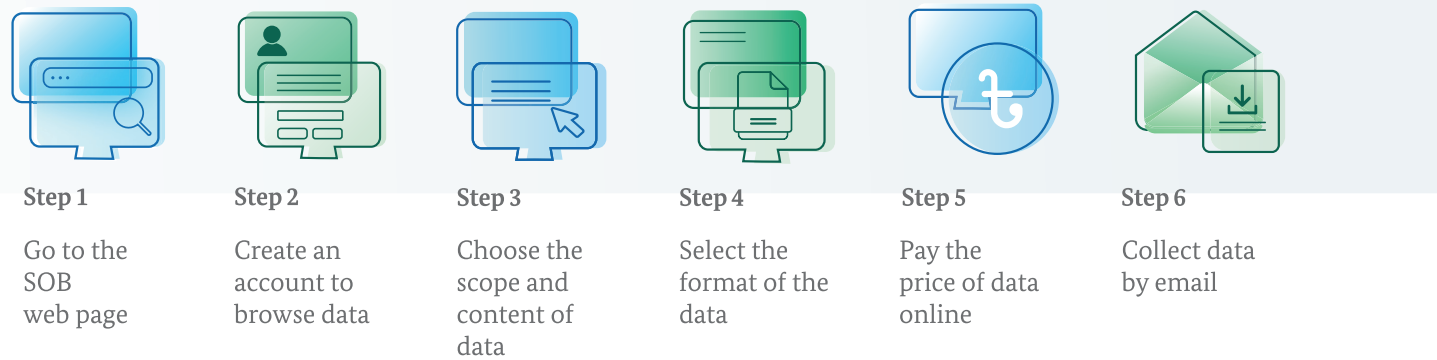 Step 1
Go to the
SOB
web page
Step 2
Create an
account to
browse data
Step 3
Choose the
scope and
content of
data
Step 4
Select the
format of the
data
৳
Step 5
Pay the
price of data
online
Step 6
Collect data
by email